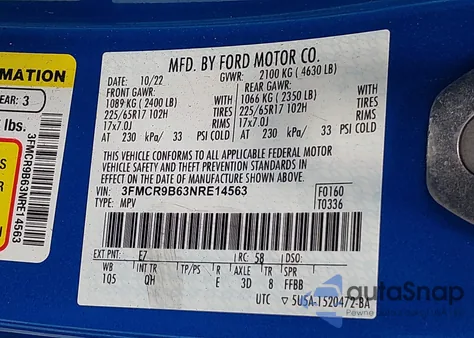 MFD. BY FORD MOTOR CO.
DATE: 10/22 GVWR: 2100 KG (4630 LB)
FRONT GAWR: REAR GAWR:
1089 KG (2400 LB) 1066 KG (2350 LB)
225/65R17 102H TIRES 225/65R17 102H
17x7.0J RIMS 17x7.0J
AT 230 kPa/ 33 PSI COLD AT 230 kPa/ 33 PSI COLD
THIS VEHICLE CONFORMS TO ALL APPLICABLE FEDERAL MOTOR
VEHICLE SAFETY AND THEFT PREVENTION STANDARDS IN
EFFECT ON THE DATE OF MANUFACTURE SHOWN ABOVE.
VIN: 3FMCR9B63NRE14563 F0160
TYPE: MPV T0336
EXT PNT: E7 RC: 58 DSO:
WB INT TR TP/PS R AXLE TR SPR
105 QH E 3D 8 FFBB
UTC 5U5A-1520472-BA
MATION
EAR: 3
lbs.
3FMCR9B63NRE14563
autoSnap